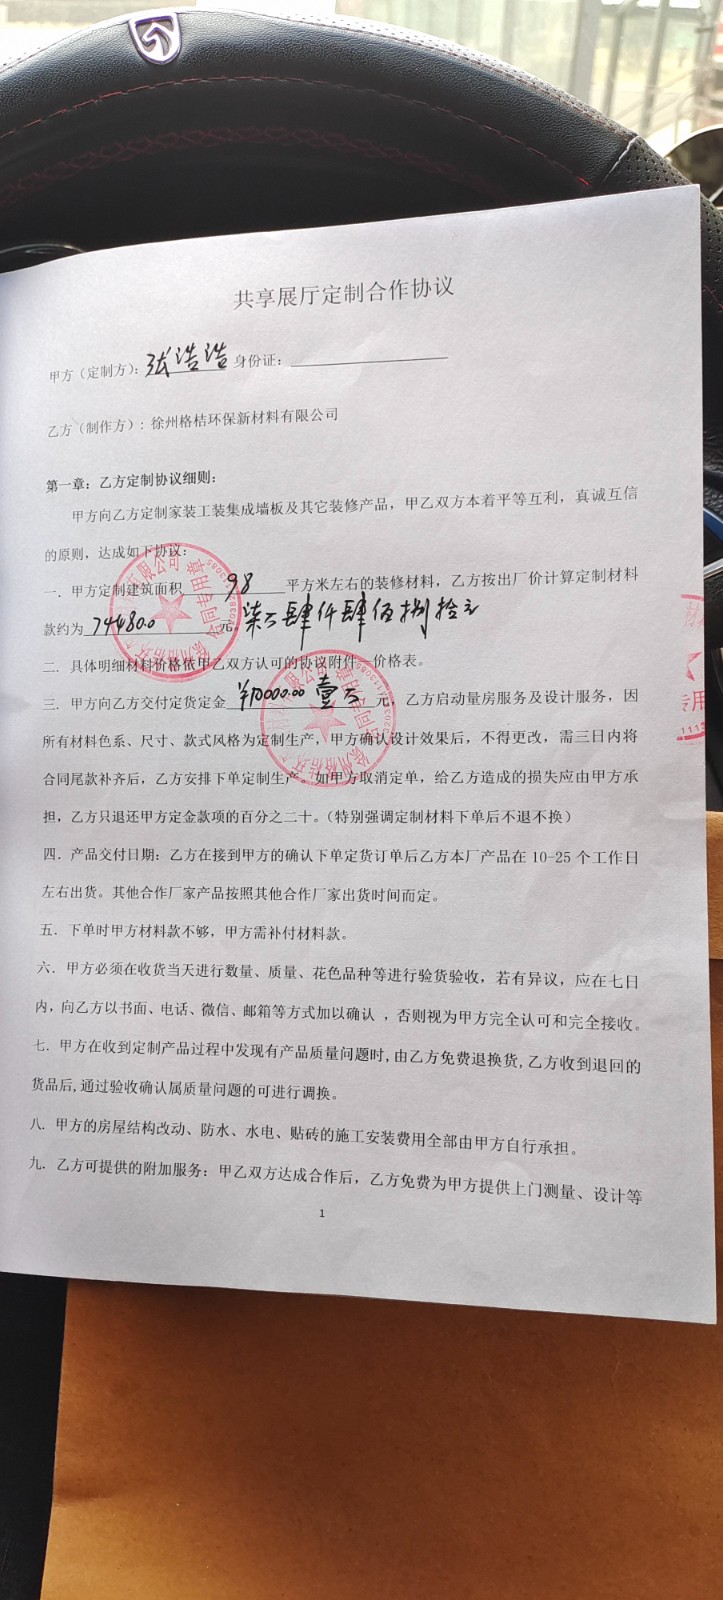 共享展厅定制合作协议
甲方（定制方）：张浩浩 身份证：
乙方（制作方）：徐州格桔环保新材料有限公司
第一章：乙方定制协议细则：
甲方向乙方定制家装工装集成墙板及其它装修产品，甲乙双方本着平等互利，真诚互信
的原则，达成如下协议：
一．甲方定制建筑面积 98 平方米左右的装修材料，乙方按出厂价计算定制材料
款约为 74480.0 元 柒万肆仟肆佰捌拾元
二．具体明细材料价格依甲乙双方认可的协议附件 价格表。
三．甲方向乙方交付定货定金 10000.00 壹万 元，乙方启动量房服务及设计服务，因
所有材料色系、尺寸、款式风格为定制生产，甲方确认设计效果后，不得更改，需三日内将
合同尾款补齐后，乙方安排下单定制生产。如甲方取消定单，给乙方造成的损失应由甲方承
担，乙方只退还甲方定金款项的百分之二十。（特别强调定制材料下单后不退不换）
四．产品交付日期：乙方在接到甲方的确认下单定货订单后乙方本厂产品在 10-25 个工作日
左右出货。其他合作厂家产品按照其他合作厂家出货时间而定。
五．下单时甲方材料款不够，甲方需补付材料款。
六．甲方必须在收货当天进行数量、质量、花色品种等进行验货验收，若有异议，应在七日
内，向乙方以书面、电话、微信、邮箱等方式加以确认 ，否则视为甲方完全认可和完全接收。
七．甲方在收到定制产品过程中发现有产品质量问题时,由乙方免费退换货,乙方收到退回的
货品后,通过验收确认属质量问题的可进行调换。
八．甲方的房屋结构改动、防水、水电、贴砖的施工安装费用全部由甲方自行承担。
九．乙方可提供的附加服务：甲乙双方达成合作后，乙方免费为甲方提供上门测量、设计等
1